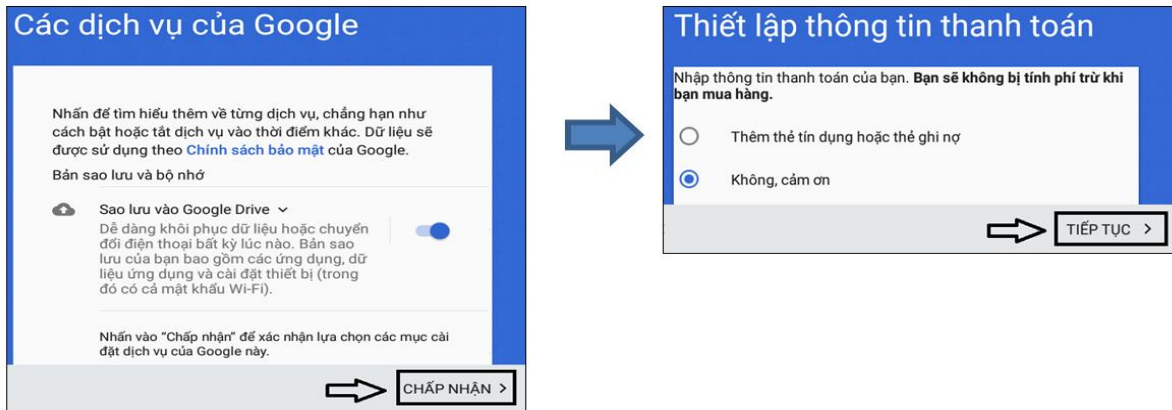 Các dịch vụ của Google
Nhấn để tìm hiểu thêm về từng dịch vụ, chẳng hạn như
cách bật hoặc tắt dịch vụ vào thời điểm khác. Dữ liệu sẽ
được sử dụng theo Chính sách bảo mật của Google.
Bản sao lưu và bộ nhớ
Sao lưu vào Google Drive
Dễ dàng khôi phục dữ liệu hoặc chuyển
đổi điện thoại bất kỳ lúc nào. Bản sao
lưu của bạn bao gồm các ứng dụng, dữ
liệu ứng dụng và cài đặt thiết bị (trong
đó có cả mật khẩu Wi-Fi).
Nhấn vào "Chấp nhận" để xác nhận lựa chọn các mục cài
đặt dịch vụ của Google này.
CHẤP NHẬN >
Thiết lập thông tin thanh toán
Nhập thông tin thanh toán của bạn. Bạn sẽ không bị tính phí trừ khi
bạn mua hàng.
Thêm thẻ tín dụng hoặc thẻ ghi nợ
Không, cảm ơn
TIẾP TỤC >